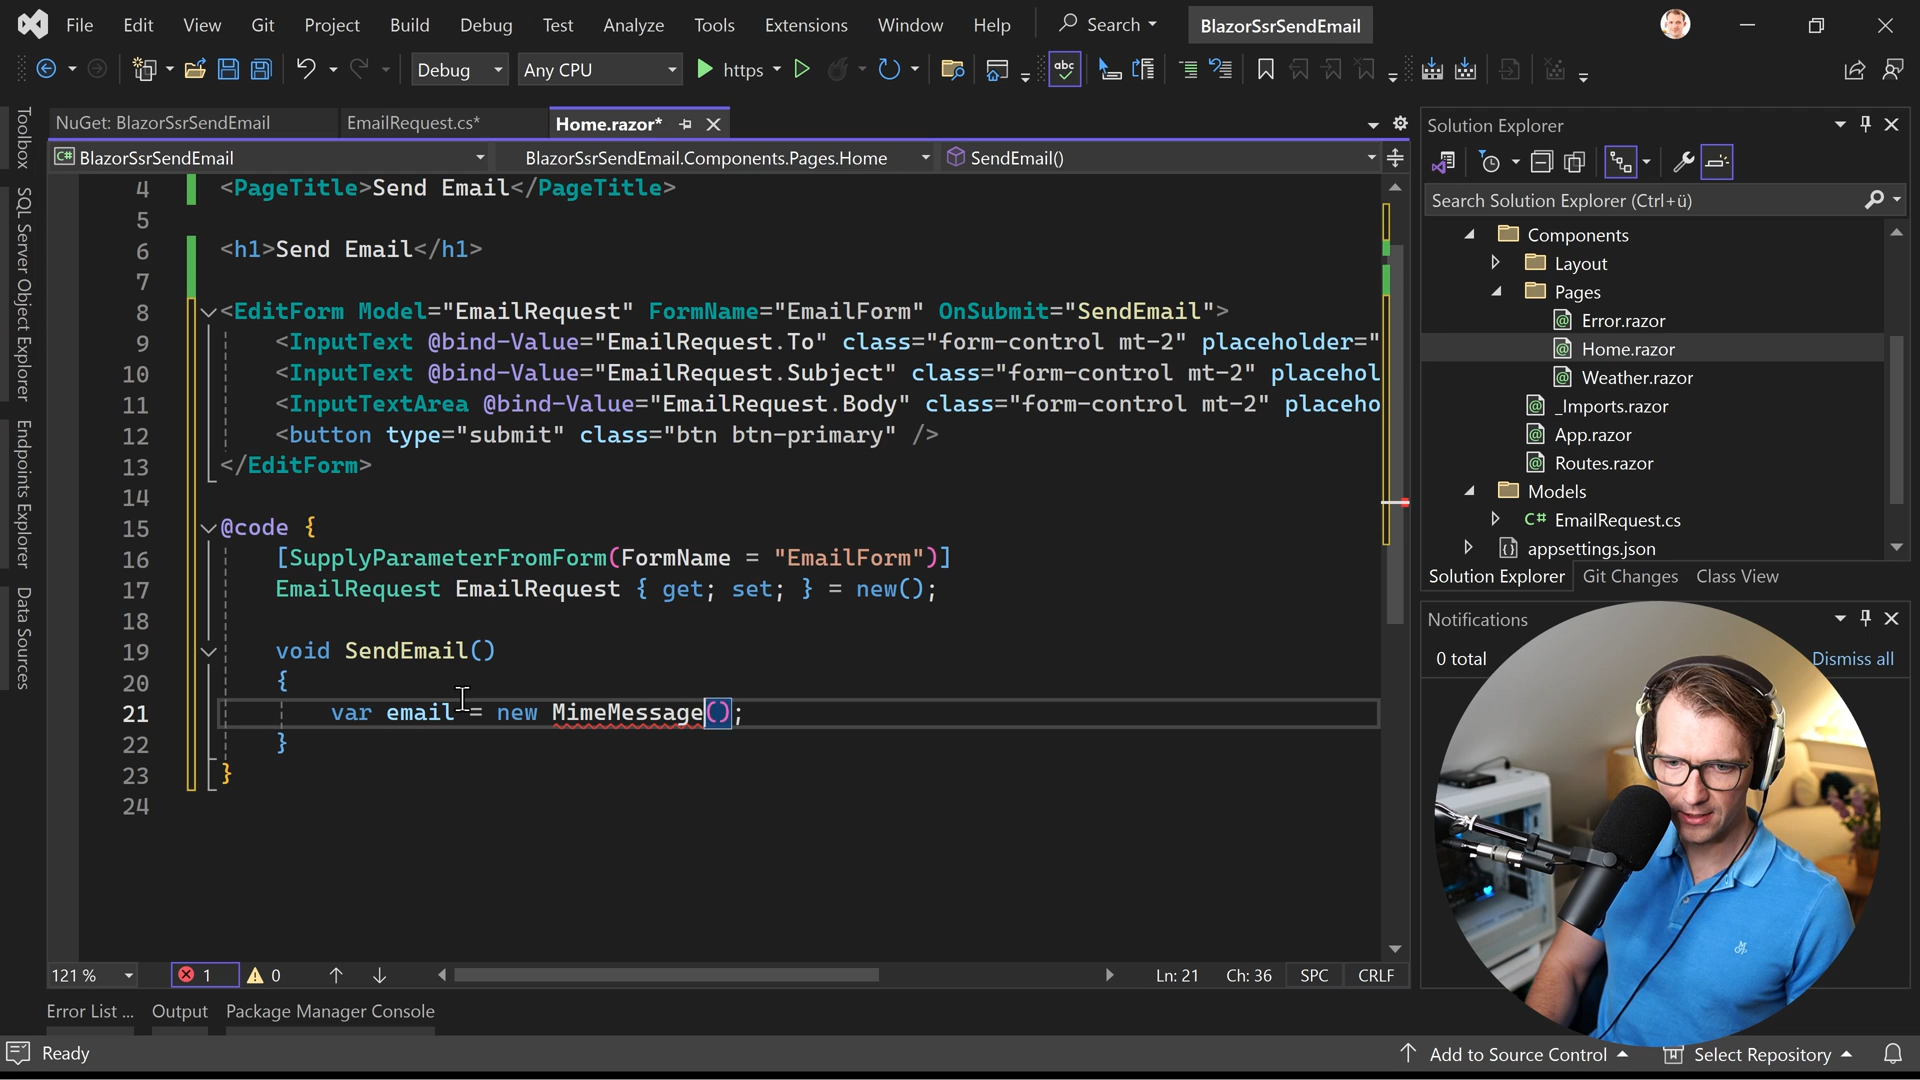 File Edit View Git Project Build Debug Test Analyze Tools Extensions Window Help Search BlazorSsrSendEmail
Debug Any CPU https abc
NuGet: BlazorSsrSendEmail EmailRequest.cs* Home.razor*
C# BlazorSsrSendEmail BlazorSsrSendEmail.Components.Pages.Home SendEmail()
4 <PageTitle>Send Email</PageTitle>
5
6 <h1>Send Email</h1>
7
8 <EditForm Model="EmailRequest" FormName="EmailForm" OnSubmit="SendEmail">
9 <InputText @bind-Value="EmailRequest.To" class="form-control mt-2" placeholder="
10 <InputText @bind-Value="EmailRequest.Subject" class="form-control mt-2" placehol
11 <InputTextArea @bind-Value="EmailRequest.Body" class="form-control mt-2" placeho
12 <button type="submit" class="btn btn-primary" />
13 </EditForm>
14
15 @code {
16 [SupplyParameterFromForm(FormName = "EmailForm")]
17 EmailRequest EmailRequest { get; set; } = new();
18
19 void SendEmail()
20 {
21 var email = new MimeMessage();
22 }
23 }
24
121 % 1 0 Ln: 21 Ch: 36 SPC CRLF
Error List ... Output Package Manager Console
Ready Add to Source Control Select Repository
Toolbox
SQL Server Object Explorer
Endpoints Explorer
Data Sources
Solution Explorer
Search Solution Explorer (Ctrl+ü)
Components
Layout
Pages
@ Error.razor
@ Home.razor
@ Weather.razor
@ _Imports.razor
@ App.razor
@ Routes.razor
Models
C# EmailRequest.cs
appsettings.json
Solution Explorer Git Changes Class View
Notifications
0 total Dismiss all